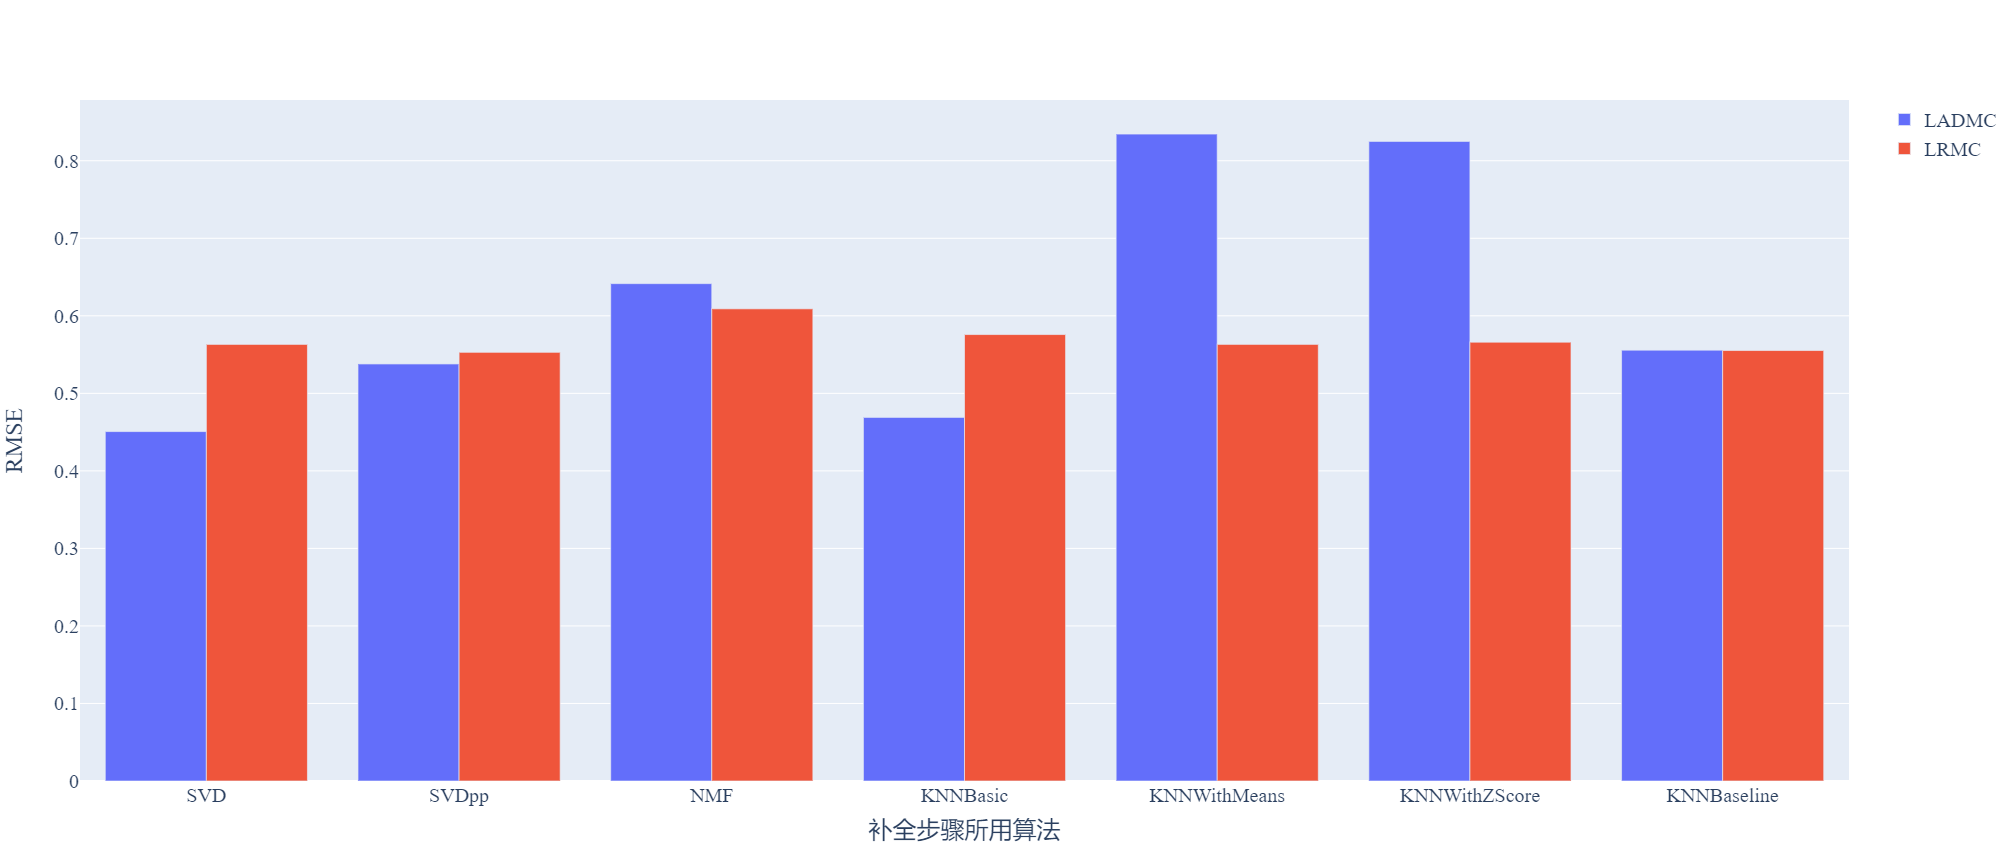 LADMC
LRMC
0.8
0.7
0.6
0.5
0.4
0.3
0.2
0.1
0
RMSE
SVD
SVDpp
NMF
KNNBasic
KNNWithMeans
KNNWithZScore
KNNBaseline
补全步骤所用算法